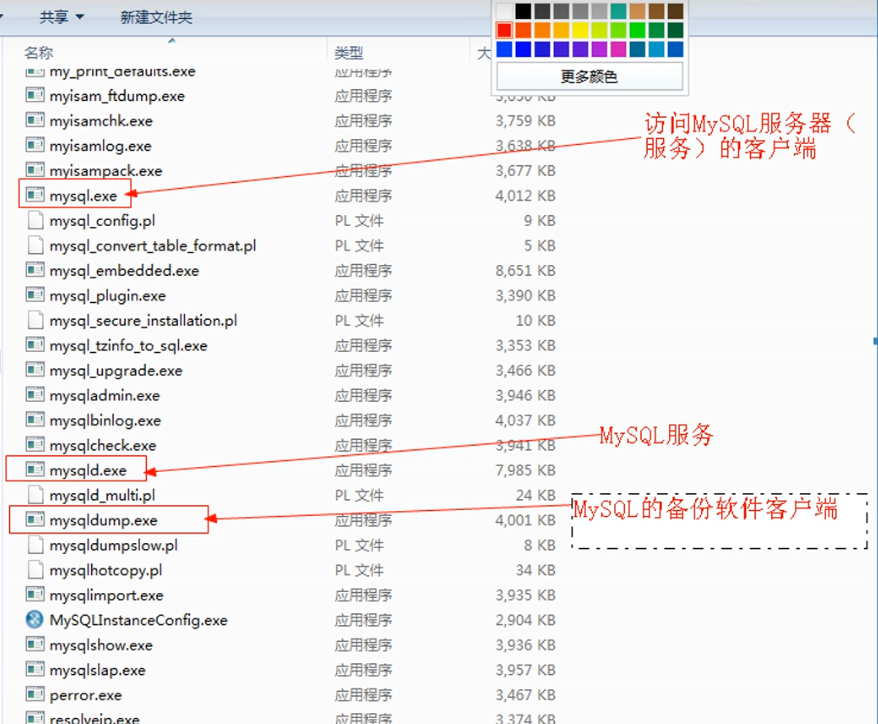 共享 新建文件夹
名称 类型 大
更多颜色
my_print_defaults.exe 应用程序
myisam_ftdump.exe 应用程序 3,650 KB
myisamchk.exe 应用程序 3,759 KB
myisamlog.exe 应用程序 3,638 KB
myisampack.exe 应用程序 3,677 KB
mysql.exe 应用程序 4,012 KB
mysql_config.pl PL 文件 9 KB
mysql_convert_table_format.pl PL 文件 5 KB
mysql_embedded.exe 应用程序 8,651 KB
mysql_plugin.exe 应用程序 3,390 KB
mysql_secure_installation.pl PL 文件 10 KB
mysql_tzinfo_to_sql.exe 应用程序 3,353 KB
mysql_upgrade.exe 应用程序 3,466 KB
mysqladmin.exe 应用程序 3,946 KB
mysqlbinlog.exe 应用程序 4,037 KB
mysqlcheck.exe 应用程序 3,941 KB
mysqld.exe 应用程序 7,985 KB
mysqld_multi.pl PL 文件 24 KB
mysqldump.exe 应用程序 4,001 KB
mysqldumpslow.pl PL 文件 8 KB
mysqlhotcopy.pl PL 文件 34 KB
mysqlimport.exe 应用程序 3,935 KB
MySQLInstanceConfig.exe 应用程序 2,904 KB
mysqlshow.exe 应用程序 3,936 KB
mysqlslap.exe 应用程序 3,957 KB
perror.exe 应用程序 3,467 KB
resolveip.exe 应用程序 3,374 KB
访问MySQL服务器（
服务）的客户端
MySQL服务
MySQL的备份软件客户端